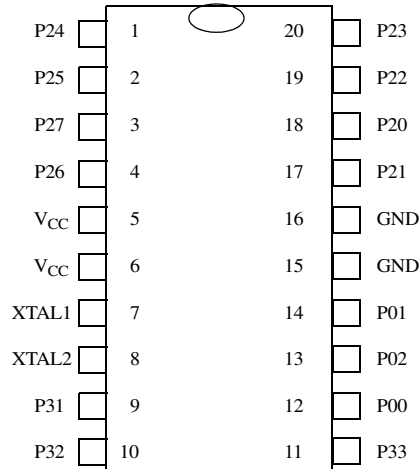 P24 1 20 P23
P25 2 19 P22
P27 3 18 P20
P26 4 17 P21
VCC 5 16 GND
VCC 6 15 GND
XTAL1 7 14 P01
XTAL2 8 13 P02
P31 9 12 P00
P32 10 11 P33